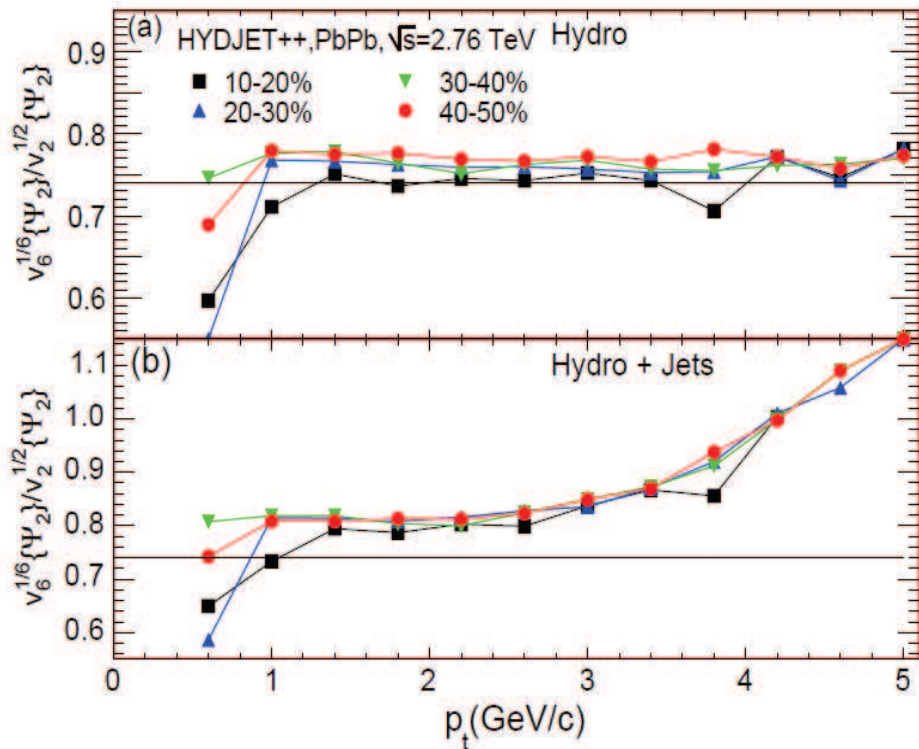 (a) HYDJET++,PbPb, √s=2.76 TeV Hydro
10-20% 30-40%
20-30% 40-50%
v₆^1/6{Ψ₂}/v₂^1/2{Ψ₂}
0.9
0.8
0.7
0.6
(b) Hydro + Jets
v₆^1/6{Ψ₂}/v₂^1/2{Ψ₂}
1.1
1.0
0.9
0.8
0.7
0.6
0 1 2 3 4 5
pₜ(GeV/c)